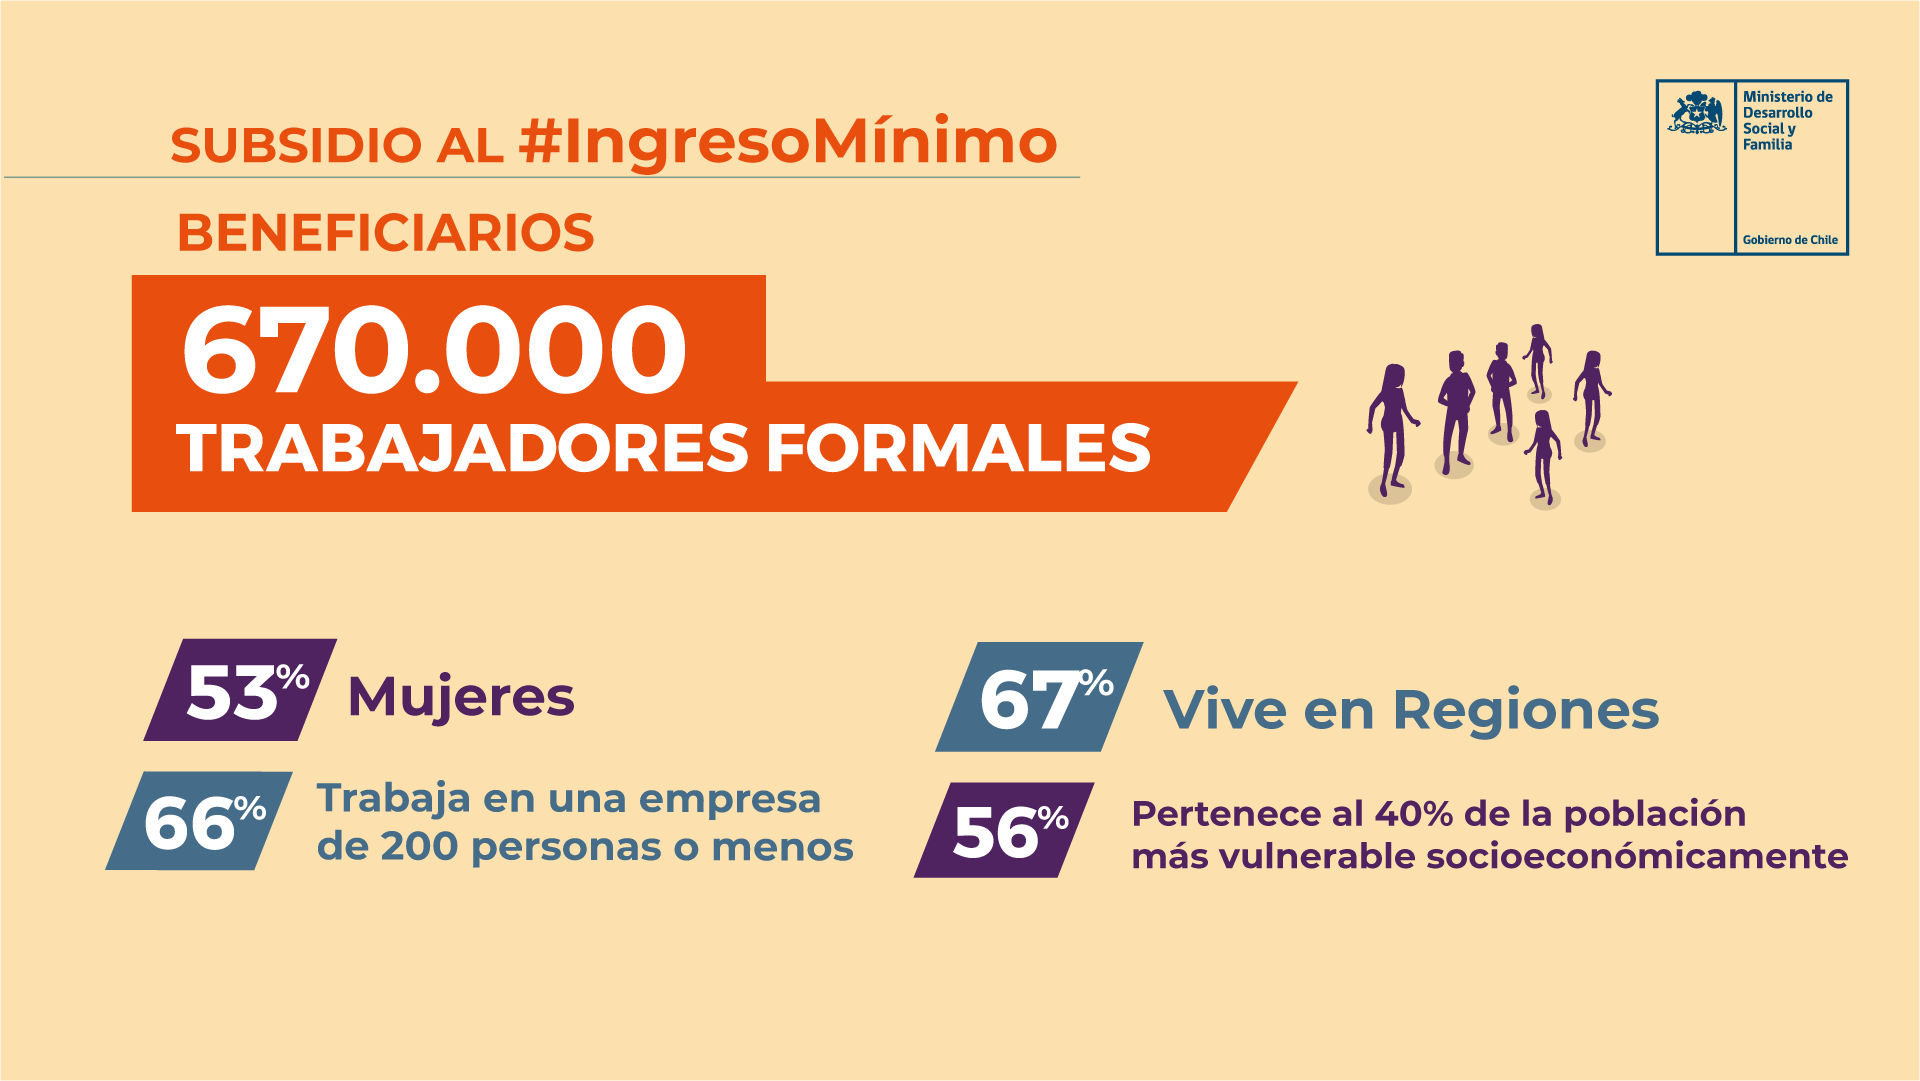 SUBSIDIO AL #IngresoMínimo
BENEFICIARIOS
670.000
TRABAJADORES FORMALES
Ministerio de
Desarrollo
Social y
Familia
Gobierno de Chile
53% Mujeres
66% Trabaja en una empresa
de 200 personas o menos
67% Vive en Regiones
56% Pertenece al 40% de la población
más vulnerable socioeconómicamente